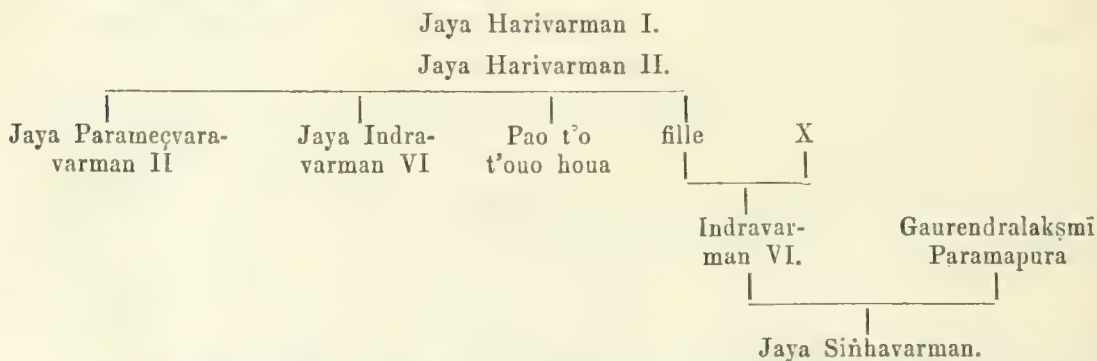 Jaya Harivarman I.
Jaya Harivarman II.
Jaya Parameçvara-
varman II
Jaya Indra-
varman VI
Pao t'o
t'ouo houa
fille
X
Indravar-
man VI.
Gaurendralakṣmī
Paramapura
Jaya Siṅhavarman.